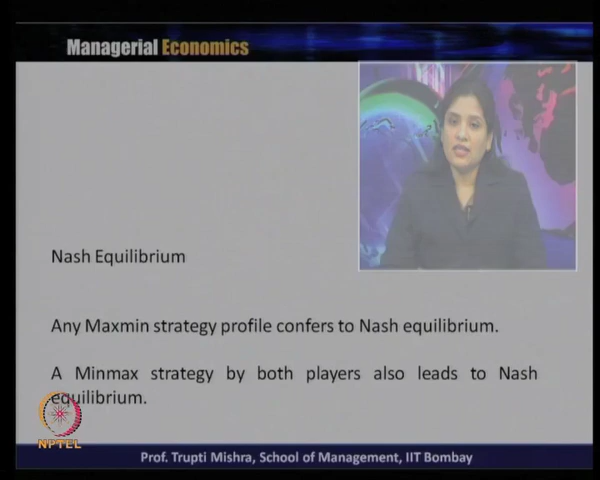 Managerial Economics
Nash Equilibrium
Any Maxmin strategy profile confers to Nash equilibrium.
A Minmax strategy by both players also leads to Nash
equilibrium.
NPTEL
Prof. Trupti Mishra, School of Management, IIT Bombay